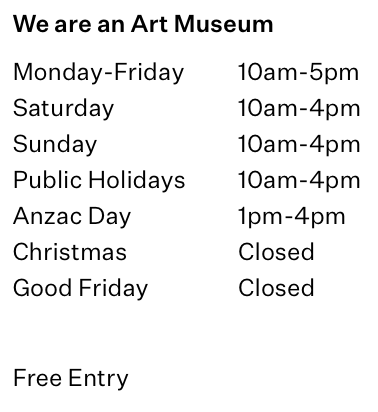 We are an Art Museum
Monday-Friday 10am-5pm
Saturday 10am-4pm
Sunday 10am-4pm
Public Holidays 10am-4pm
Anzac Day 1pm-4pm
Christmas Closed
Good Friday Closed
Free Entry